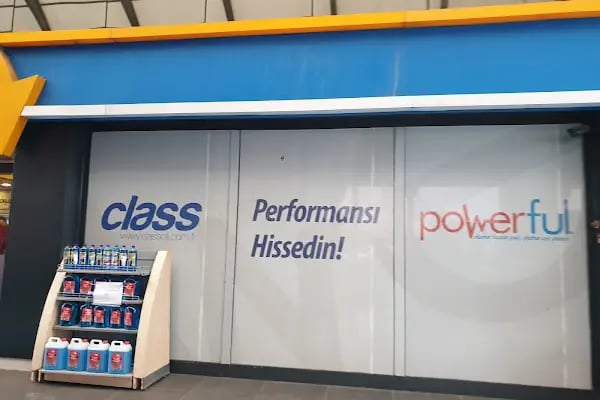 class
Performansı
Hissedin!
powerful